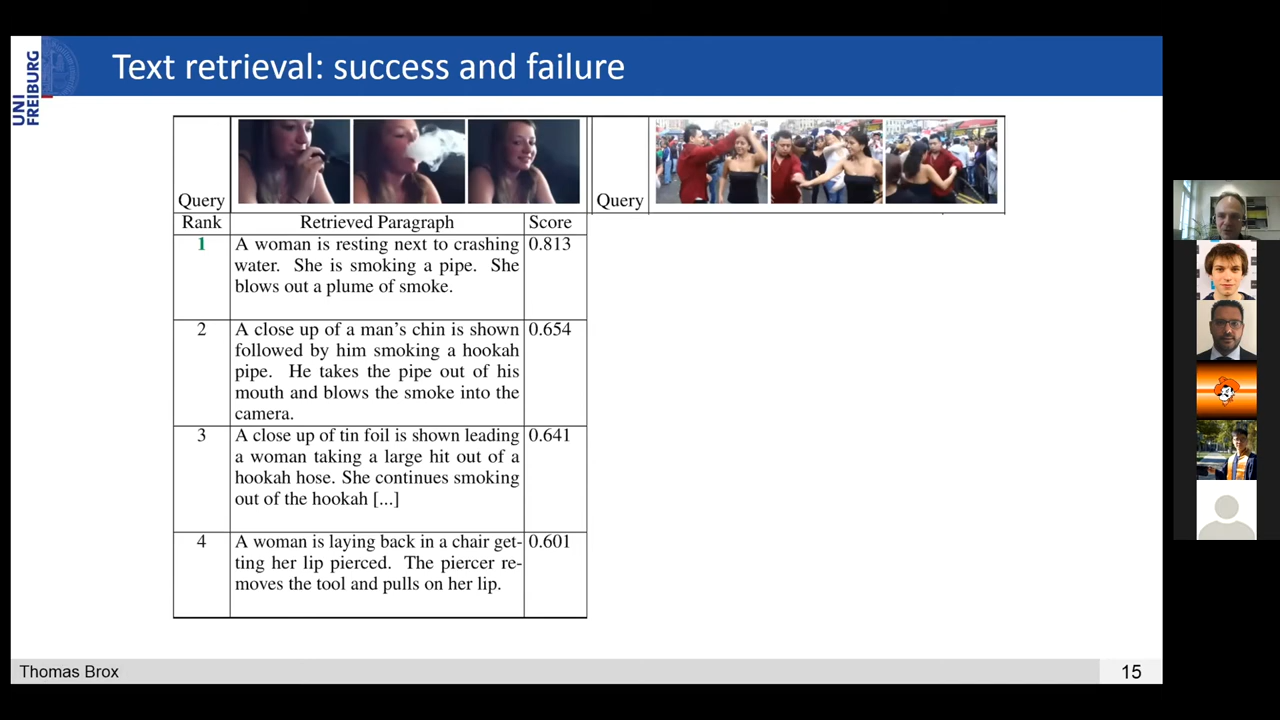 UNI
FREIBURG
Text retrieval: success and failure
Query
Query
Rank Retrieved Paragraph Score
1 A woman is resting next to crashing 0.813
water. She is smoking a pipe. She
blows out a plume of smoke.
2 A close up of a man's chin is shown 0.654
followed by him smoking a hookah
pipe. He takes the pipe out of his
mouth and blows the smoke into the
camera.
3 A close up of tin foil is shown leading 0.641
a woman taking a large hit out of a
hookah hose. She continues smoking
out of the hookah [...]
4 A woman is laying back in a chair get- 0.601
ting her lip pierced. The piercer re-
moves the tool and pulls on her lip.
Thomas Brox
15